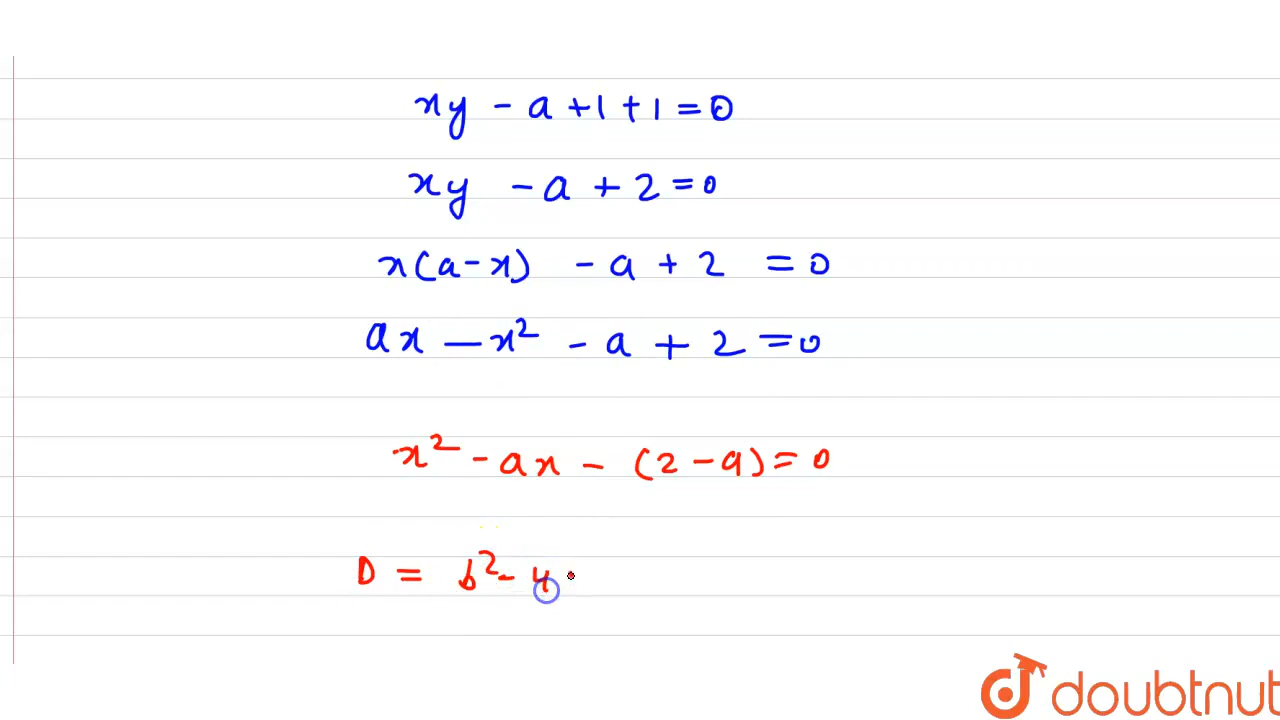 xy - a + 1 + 1 = 0
xy - a + 2 = 0
x(a - x) - a + 2 = 0
ax - x² - a + 2 = 0
x² - ax - (2 - a) = 0
D = b² - 4
doubtnut